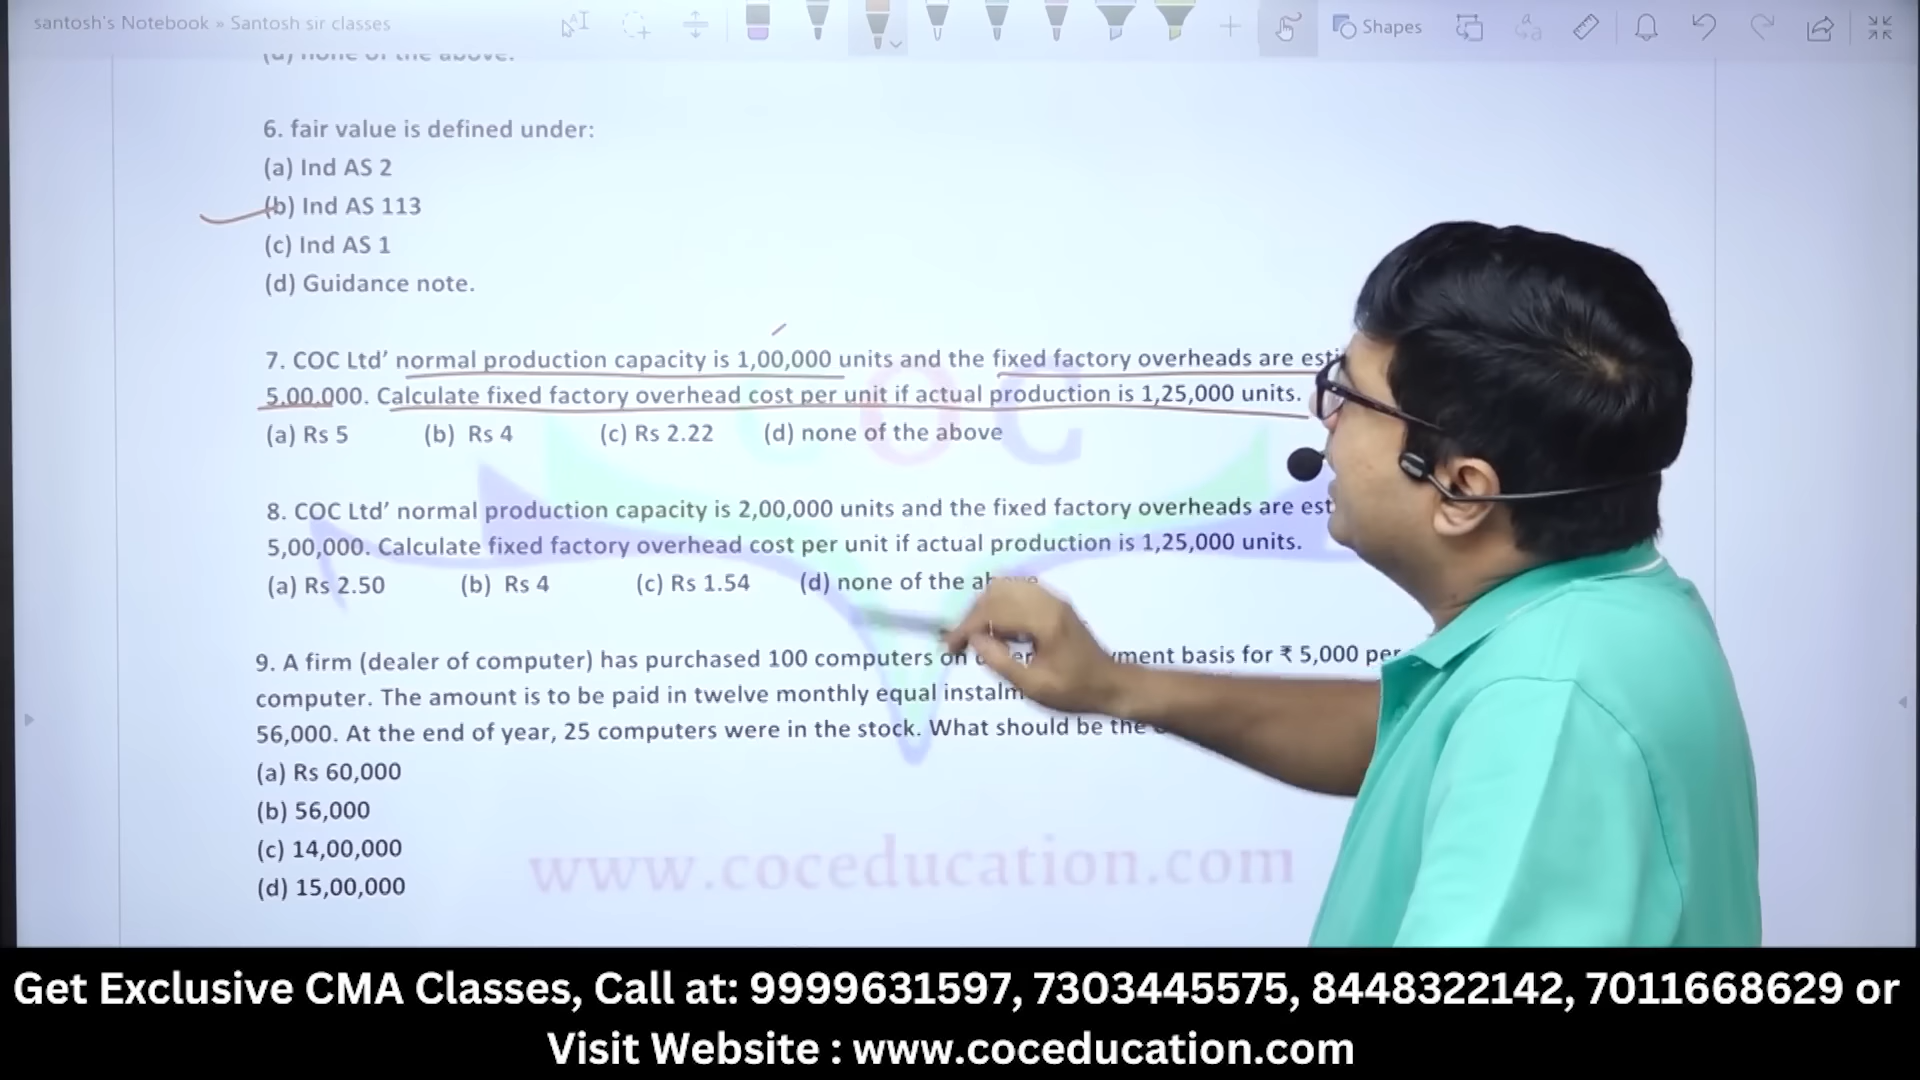 santosh's Notebook » Santosh sir classes
Shapes
(d) none of the above.
6. fair value is defined under:
(a) Ind AS 2
(b) Ind AS 113
(c) Ind AS 1
(d) Guidance note.
7. COC Ltd’ normal production capacity is 1,00,000 units and the fixed factory overheads are esti
5,00,000. Calculate fixed factory overhead cost per unit if actual production is 1,25,000 units.
(a) Rs 5 (b) Rs 4 (c) Rs 2.22 (d) none of the above
COC
8. COC Ltd’ normal production capacity is 2,00,000 units and the fixed factory overheads are est
5,00,000. Calculate fixed factory overhead cost per unit if actual production is 1,25,000 units.
(a) Rs 2.50 (b) Rs 4 (c) Rs 1.54 (d) none of the above
9. A firm (dealer of computer) has purchased 100 computers on ment basis for ₹ 5,000 per
computer. The amount is to be paid in twelve monthly equal instalm
56,000. At the end of year, 25 computers were in the stock. What should be the
(a) Rs 60,000
(b) 56,000
(c) 14,00,000
(d) 15,00,000
www.coceducation.com
Get Exclusive CMA Classes, Call at: 9999631597, 7303445575, 8448322142, 7011668629 or
Visit Website : www.coceducation.com